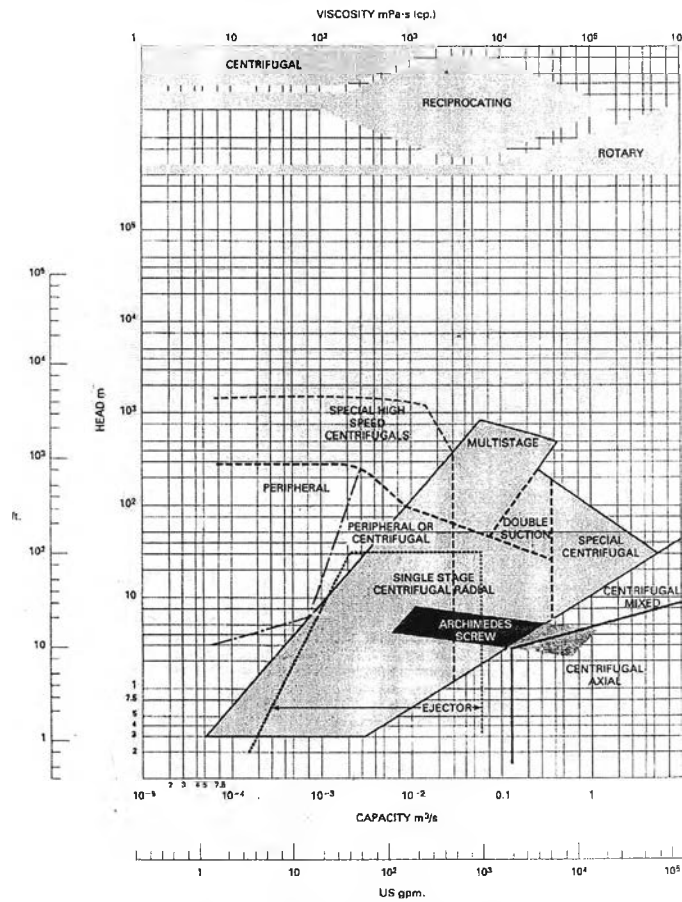 VISCOSITY mPa·s (cp.)
1 10 10² 10³ 10⁴ 10⁵ 10
CENTRIFUGAL
RECIPROCATING
ROTARY
10⁵
10⁵
10⁴
10⁴
HEAD m
10³
SPECIAL HIGH
SPEED
CENTRIFUGALS
MULTISTAGE
10³
PERIPHERAL
10²
ft.
PERIPHERAL OR
CENTRIFUGAL
DOUBLE
SUCTION
SPECIAL
CENTRIFUGAL
10²
SINGLE STAGE
CENTRIFUGAL RADIAL
10
CENTRIFUGAL
MIXED
ARCHIMEDES
SCREW
10
CENTRIFUGAL
AXIAL
1
7.5
EJECTOR
5
4
1
3
2
2 3 4 5 7.5
10⁻⁵ 10⁻⁴ 10⁻³ 10⁻² 0.1 1
CAPACITY m³/s
1 10 10² 10³ 10⁴ 10⁵
US gpm.